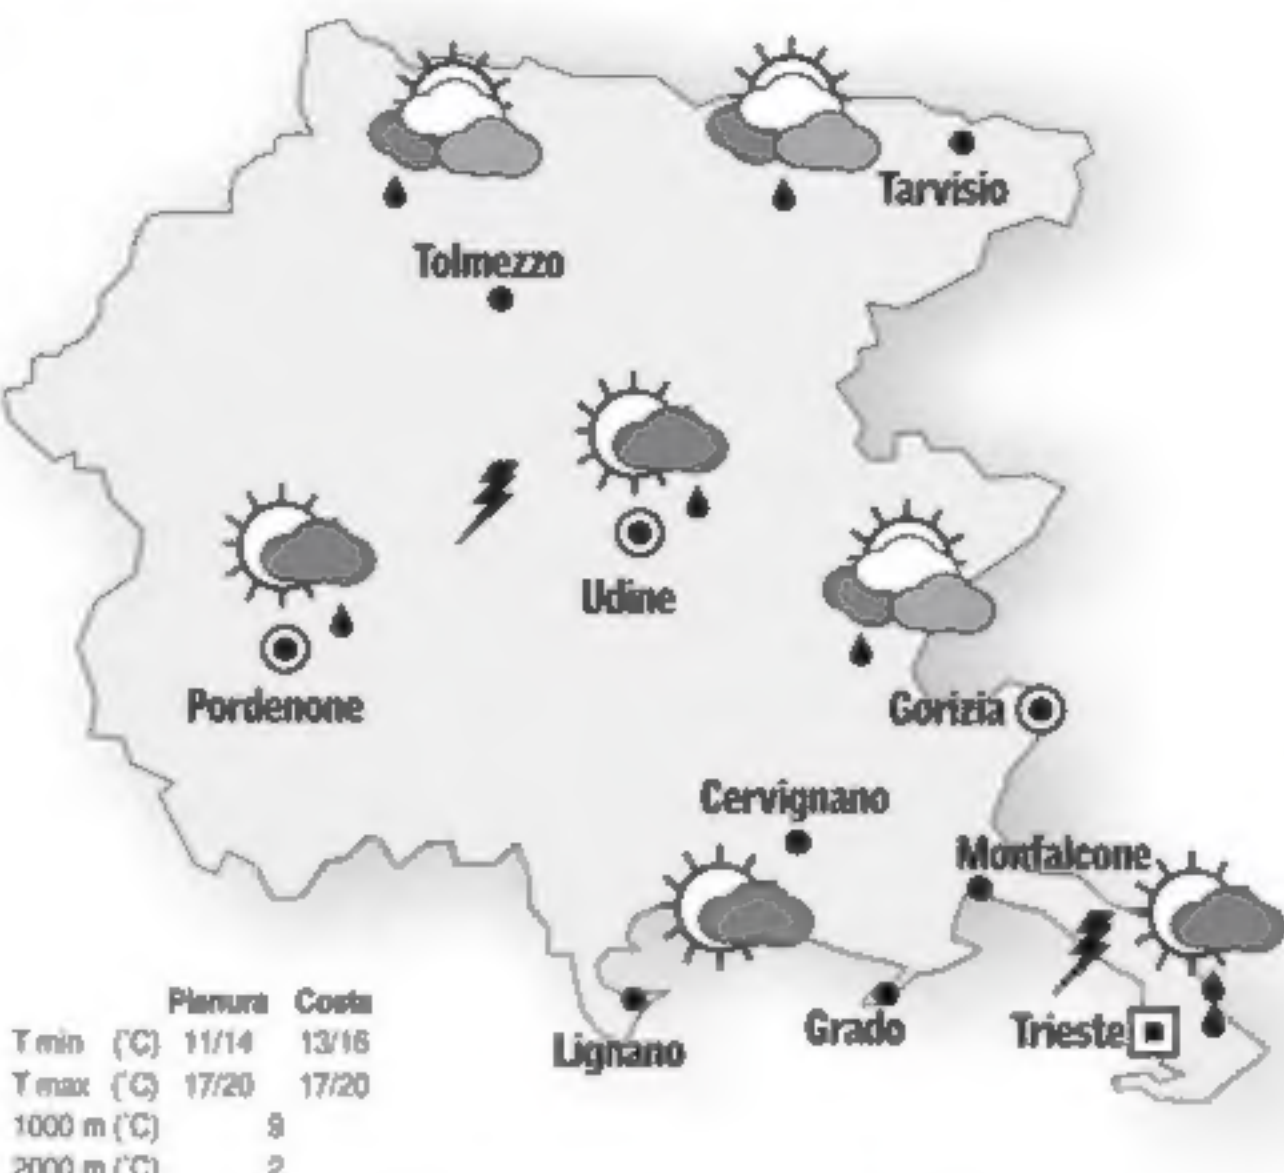 Tarvisio
Tolmezzo
Udine
Pordenone
Gorizia
Cervignano
Monfalcone
Grado
Trieste
Lignano
Pianura Costa
T min (°C) 11/14 13/16
T max (°C) 17/20 17/20
1000 m (°C) 9
2000 m (°C) 2